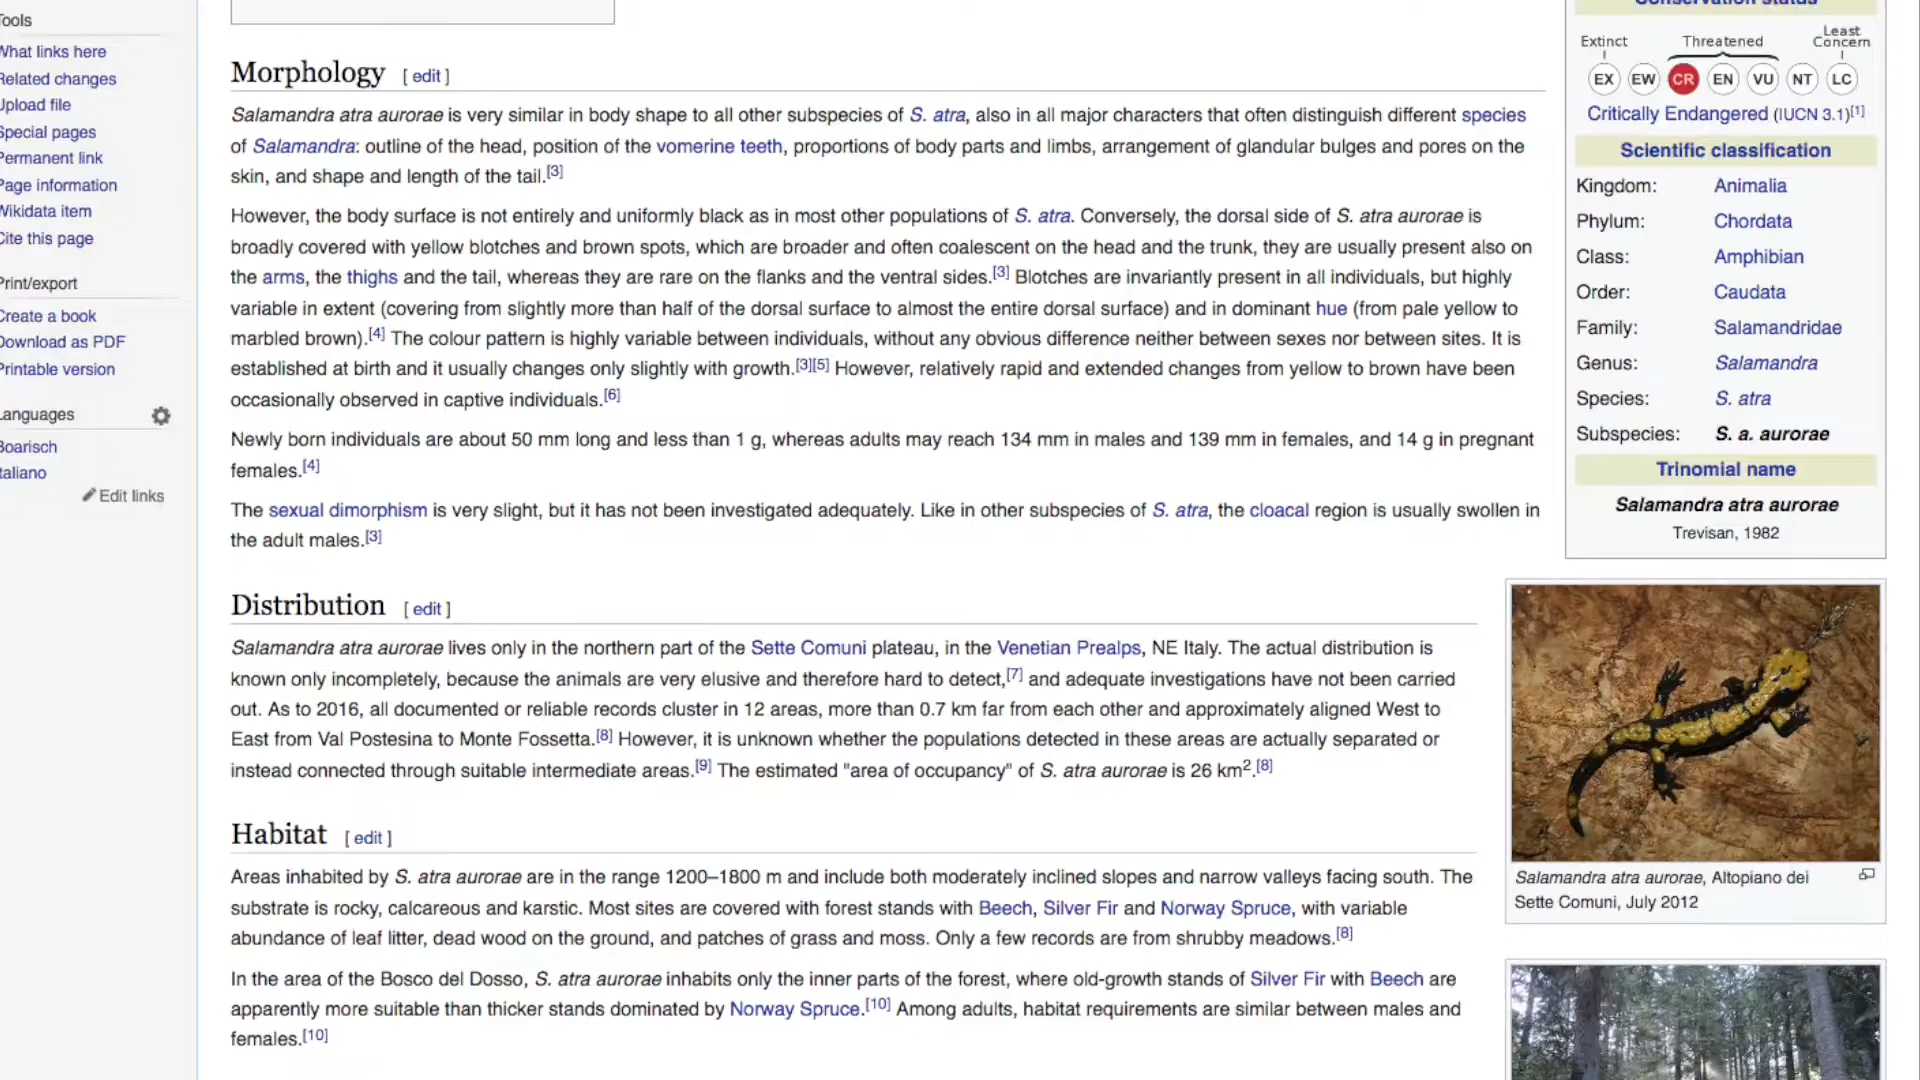 Tools
What links here
Related changes
Upload file
Special pages
Permanent link
Page information
Wikidata item
Cite this page
Print/export
Create a book
Download as PDF
Printable version
Languages
Boarisch
Italiano
Edit links
Morphology [ edit ]
Salamandra atra aurorae is very similar in body shape to all other subspecies of S. atra, also in all major characters that often distinguish different species
of Salamandra: outline of the head, position of the vomerine teeth, proportions of body parts and limbs, arrangement of glandular bulges and pores on the
skin, and shape and length of the tail.[3]
However, the body surface is not entirely and uniformly black as in most other populations of S. atra. Conversely, the dorsal side of S. atra aurorae is
broadly covered with yellow blotches and brown spots, which are broader and often coalescent on the head and the trunk, they are usually present also on
the arms, the thighs and the tail, whereas they are rare on the flanks and the ventral sides.[3] Blotches are invariantly present in all individuals, but highly
variable in extent (covering from slightly more than half of the dorsal surface to almost the entire dorsal surface) and in dominant hue (from pale yellow to
marbled brown).[4] The colour pattern is highly variable between individuals, without any obvious difference neither between sexes nor between sites. It is
established at birth and it usually changes only slightly with growth.[3][5] However, relatively rapid and extended changes from yellow to brown have been
occasionally observed in captive individuals.[6]
Newly born individuals are about 50 mm long and less than 1 g, whereas adults may reach 134 mm in males and 139 mm in females, and 14 g in pregnant
females.[4]
The sexual dimorphism is very slight, but it has not been investigated adequately. Like in other subspecies of S. atra, the cloacal region is usually swollen in
the adult males.[3]
Distribution [ edit ]
Salamandra atra aurorae lives only in the northern part of the Sette Comuni plateau, in the Venetian Prealps, NE Italy. The actual distribution is
known only incompletely, because the animals are very elusive and therefore hard to detect,[7] and adequate investigations have not been carried
out. As to 2016, all documented or reliable records cluster in 12 areas, more than 0.7 km far from each other and approximately aligned West to
East from Val Postesina to Monte Fossetta.[8] However, it is unknown whether the populations detected in these areas are actually separated or
instead connected through suitable intermediate areas.[9] The estimated "area of occupancy" of S. atra aurorae is 26 km2.[8]
Habitat [ edit ]
Areas inhabited by S. atra aurorae are in the range 1200–1800 m and include both moderately inclined slopes and narrow valleys facing south. The
substrate is rocky, calcareous and karstic. Most sites are covered with forest stands with Beech, Silver Fir and Norway Spruce, with variable
abundance of leaf litter, dead wood on the ground, and patches of grass and moss. Only a few records are from shrubby meadows.[8]
In the area of the Bosco del Dosso, S. atra aurorae inhabits only the inner parts of the forest, where old-growth stands of Silver Fir with Beech are
apparently more suitable than thicker stands dominated by Norway Spruce.[10] Among adults, habitat requirements are similar between males and
females.[10]
Conservation status
Extinct Threatened Least Concern
EX EW CR EN VU NT LC
Critically Endangered (IUCN 3.1)[1]
Scientific classification
Kingdom: Animalia
Phylum: Chordata
Class: Amphibian
Order: Caudata
Family: Salamandridae
Genus: Salamandra
Species: S. atra
Subspecies: S. a. aurorae
Trinomial name
Salamandra atra aurorae
Trevisan, 1982
Salamandra atra aurorae, Altopiano dei
Sette Comuni, July 2012